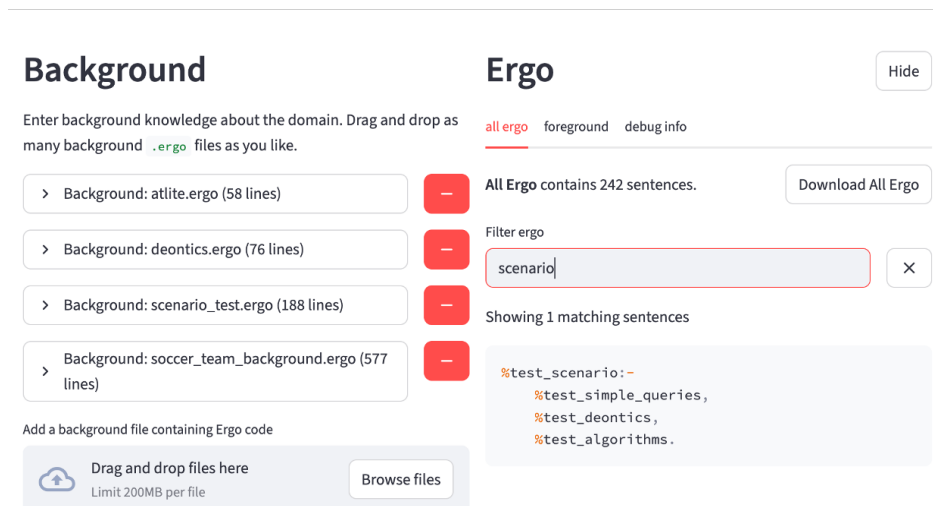 Background
Enter background knowledge about the domain. Drag and drop as
many background .ergo files as you like.
Background: atlite.ergo (58 lines)
Background: deontics.ergo (76 lines)
Background: scenario_test.ergo (188 lines)
Background: soccer_team_background.ergo (577
lines)
Add a background file containing Ergo code
Drag and drop files here
Limit 200MB per file
Browse files
Ergo
Hide
all ergo foreground debug info
All Ergo contains 242 sentences.
Download All Ergo
Filter ergo
scenario
Showing 1 matching sentences
%test_scenario:-
%test_simple_queries,
%test_deontics,
%test_algorithms.